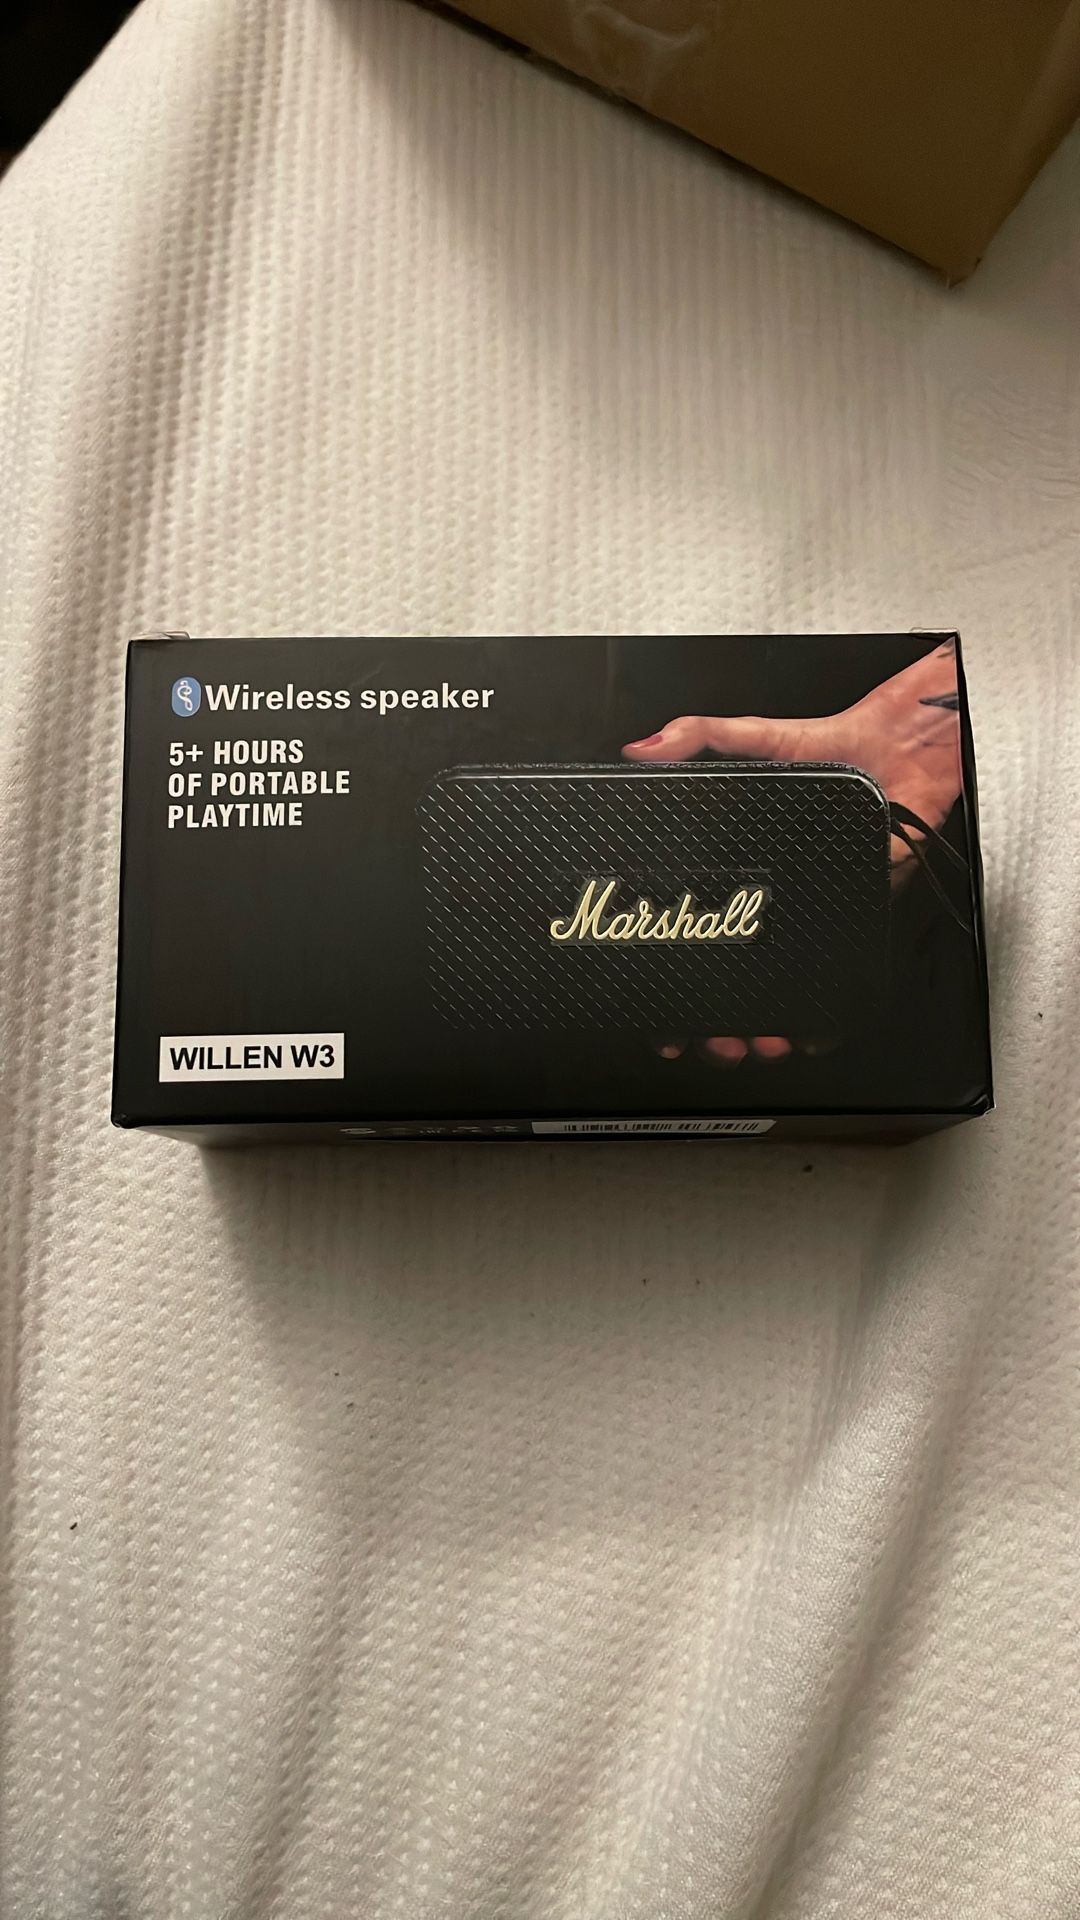 Wireless speaker
5+ HOURS
OF PORTABLE
PLAYTIME
Marshall
WILLEN W3